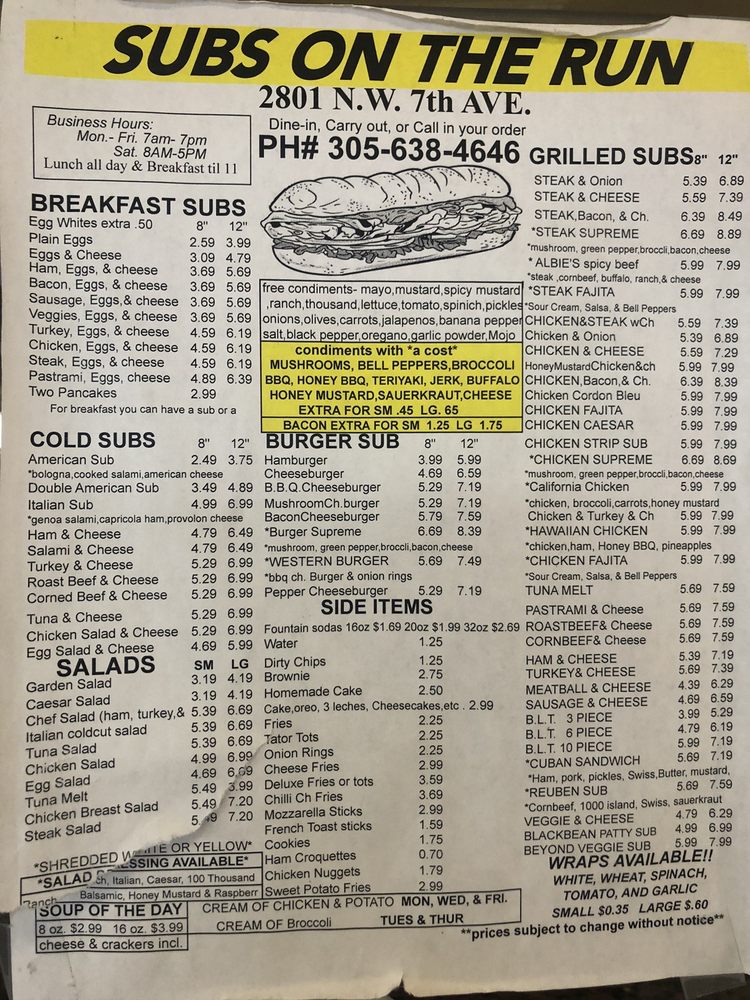 SUBS ON THE RUN
2801 N.W. 7th AVE.
Dine-in, Carry out, or Call in your order
PH# 305-638-4646
Business Hours:
Mon.- Fri. 7am- 7pm
Sat. 8AM-5PM
Lunch all day & Breakfast til 11
BREAKFAST SUBS
Egg Whites extra .50 8" 12"
Plain Eggs 2.59 3.99
Eggs & Cheese 3.09 4.79
Ham, Eggs, & cheese 3.69 5.69
Bacon, Eggs, & cheese 3.69 5.69
Sausage, Eggs,& cheese 3.69 5.69
Veggies, Eggs, & cheese 3.69 5.69
Turkey, Eggs, & cheese 4.59 6.19
Chicken, Eggs, & cheese 4.59 6.19
Steak, Eggs, & cheese 4.59 6.19
Pastrami, Eggs, cheese 4.89 6.39
Two Pancakes 2.99
For breakfast you can have a sub or a
COLD SUBS 8" 12"
American Sub 2.49 3.75
*bologna,cooked salami,american cheese
Double American Sub 3.49 4.89
Italian Sub 4.99 6.99
*genoa salami,capricola ham,provolon cheese
Ham & Cheese 4.79 6.49
Salami & Cheese 4.79 6.49
Turkey & Cheese 5.29 6.99
Roast Beef & Cheese 5.29 6.99
Corned Beef & Cheese 5.29 6.99
Tuna & Cheese 5.29 6.99
Chicken Salad & Cheese 5.29 6.99
Egg Salad & Cheese 4.69 5.99
SALADS SM LG
Garden Salad 3.19 4.19
Caesar Salad 3.19 4.19
Chef Salad (ham, turkey,& 5.39 6.69
Italian coldcut salad 5.39 6.69
Tuna Salad 5.39 6.69
Chicken Salad 4.99 6.99
Egg Salad 4.69 6.69
Tuna Melt 5.49 3.99
Chicken Breast Salad 5.49 7.20
Steak Salad 7.20
*SHREDDED OR YELLOW*
*SALAD AVAILABLE*
Italian, Caesar, 100 Thousand
Balsamic, Honey Mustard & Raspberr
SOUP OF THE DAY
8 oz. $2.99 16 oz. $3.99
cheese & crackers incl.
CREAM OF CHICKEN & POTATO MON, WED, & FRI.
CREAM OF Broccoli TUES & THUR
free condiments- mayo,mustard,spicy mustard
,ranch,thousand,lettuce,tomato,spinich,pickles
onions,olives,carrots,jalapenos,banana pepper
salt,black pepper,oregano,garlic powder,Mojo
condiments with *a cost*
MUSHROOMS, BELL PEPPERS,BROCCOLI
BBQ, HONEY BBQ, TERIYAKI, JERK, BUFFALO
HONEY MUSTARD,SAUERKRAUT,CHEESE
EXTRA FOR SM .45 LG. 65
BACON EXTRA FOR SM 1.25 LG 1.75
BURGER SUB 8" 12"
Hamburger 3.99 5.99
Cheeseburger 4.69 6.59
B.B.Q.Cheeseburger 5.29 7.19
MushroomCh.burger 5.29 7.19
BaconCheeseburger 5.79 7.59
*Burger Supreme 6.69 8.39
*mushroom, green pepper,broccli,bacon,cheese
*WESTERN BURGER 5.69 7.49
*bbq ch. Burger & onion rings
Pepper Cheeseburger 5.29 7.19
SIDE ITEMS
Fountain sodas 16oz $1.69 20oz $1.99 32oz $2.69
Water 1.25
Dirty Chips 1.25
Brownie 2.75
Homemade Cake 2.50
Cake,oreo, 3 leches, Cheesecakes,etc . 2.99
Fries 2.25
Tator Tots 2.25
Onion Rings 2.25
Cheese Fries 2.99
Deluxe Fries or tots 3.59
Chilli Ch Fries 3.69
Mozzarella Sticks 2.99
French Toast sticks 1.59
Cookies 1.75
Ham Croquettes 0.70
Chicken Nuggets 1.79
Sweet Potato Fries 2.99
GRILLED SUBS 8" 12"
STEAK & Onion 5.39 6.89
STEAK & CHEESE 5.59 7.39
STEAK,Bacon, & Ch. 6.39 8.49
*STEAK SUPREME 6.69 8.89
*mushroom, green pepper,broccli,bacon,cheese
* ALBIE'S spicy beef 5.99 7.99
*steak ,cornbeef, buffalo, ranch,& cheese
*STEAK FAJITA 5.99 7.99
*Sour Cream, Salsa, & Bell Peppers
CHICKEN&STEAK wCh 5.59 7.39
Chicken & Onion 5.39 6.89
CHICKEN & CHEESE 5.59 7.29
HoneyMustardChicken&ch 5.99 7.99
CHICKEN,Bacon,& Ch. 6.39 8.39
Chicken Cordon Bleu 5.99 7.99
CHICKEN FAJITA 5.99 7.99
CHICKEN CAESAR 5.99 7.99
CHICKEN STRIP SUB 5.99 7.99
*CHICKEN SUPREME 6.69 8.69
*mushroom, green pepper,broccli,bacon,cheese
*California Chicken 5.99 7.99
*chicken, broccoli,carrots,honey mustard
Chicken & Turkey & Ch 5.99 7.99
*HAWAIIAN CHICKEN 5.99 7.99
*chicken,ham, Honey BBQ, pineapples
*CHICKEN FAJITA 5.99 7.99
*Sour Cream, Salsa, & Bell Peppers
TUNA MELT 5.69 7.59
PASTRAMI & Cheese 5.69 7.59
ROASTBEEF& Cheese 5.69 7.59
CORNBEEF& Cheese 5.69 7.59
HAM & CHEESE 5.39 7.19
TURKEY& CHEESE 5.69 7.39
MEATBALL & CHEESE 4.39 6.29
SAUSAGE & CHEESE 4.69 6.59
B.L.T. 3 PIECE 3.99 5.29
B.L.T. 6 PIECE 4.79 6.19
B.L.T. 10 PIECE 5.99 7.19
*CUBAN SANDWICH 5.69 7.19
*Ham, pork, pickles, Swiss,Butter, mustard,
*REUBEN SUB 5.69 7.59
*Cornbeef, 1000 island, Swiss, sauerkraut
VEGGIE & CHEESE 4.79 6.29
BLACKBEAN PATTY SUB 4.99 6.99
BEYOND VEGGIE SUB 5.99 7.99
WRAPS AVAILABLE!!
WHITE, WHEAT, SPINACH,
TOMATO, AND GARLIC
SMALL $0.35 LARGE $.60
**prices subject to change without notice**